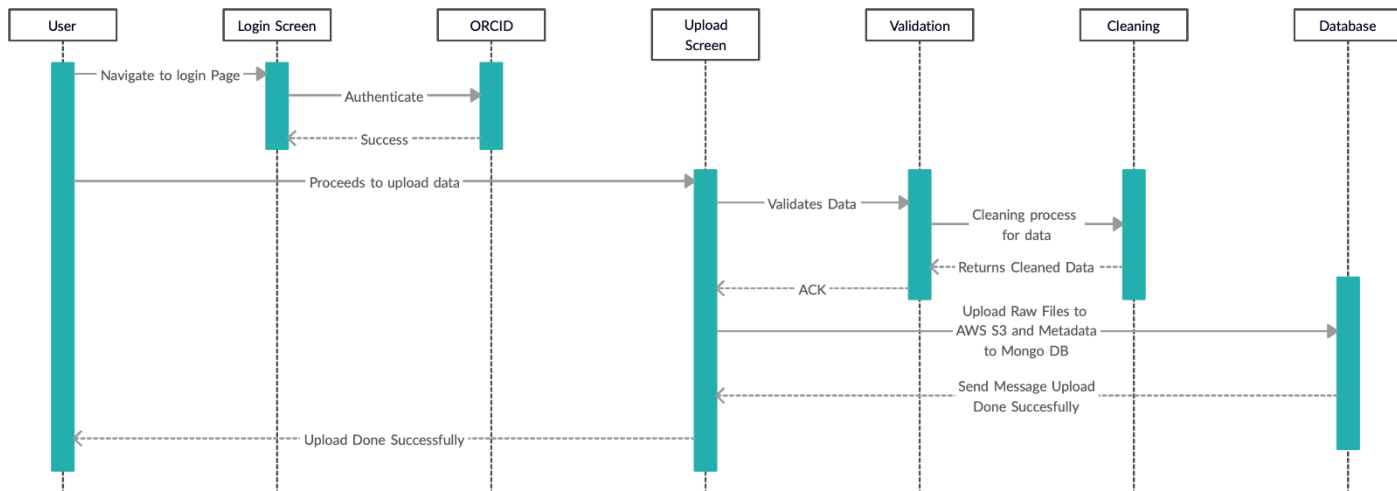 User
Login Screen
ORCID
Upload
Screen
Validation
Cleaning
Database
Navigate to login Page
Authenticate
Success
Proceeds to upload data
Validates Data
Cleaning process
for data
Returns Cleaned Data
ACK
Upload Raw Files to
AWS S3 and Metadata
to Mongo DB
Send Message Upload
Done Succesfully
Upload Done Successfully